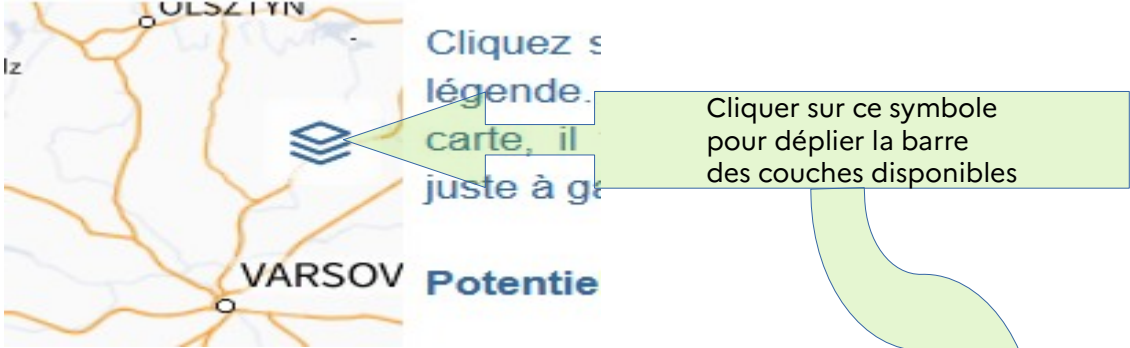 OLSZTYN
lz
Cliquez s
légende.
carte, il
juste à ga
VARSOV
Potentie
Cliquer sur ce symbole
pour déplier la barre
des couches disponibles